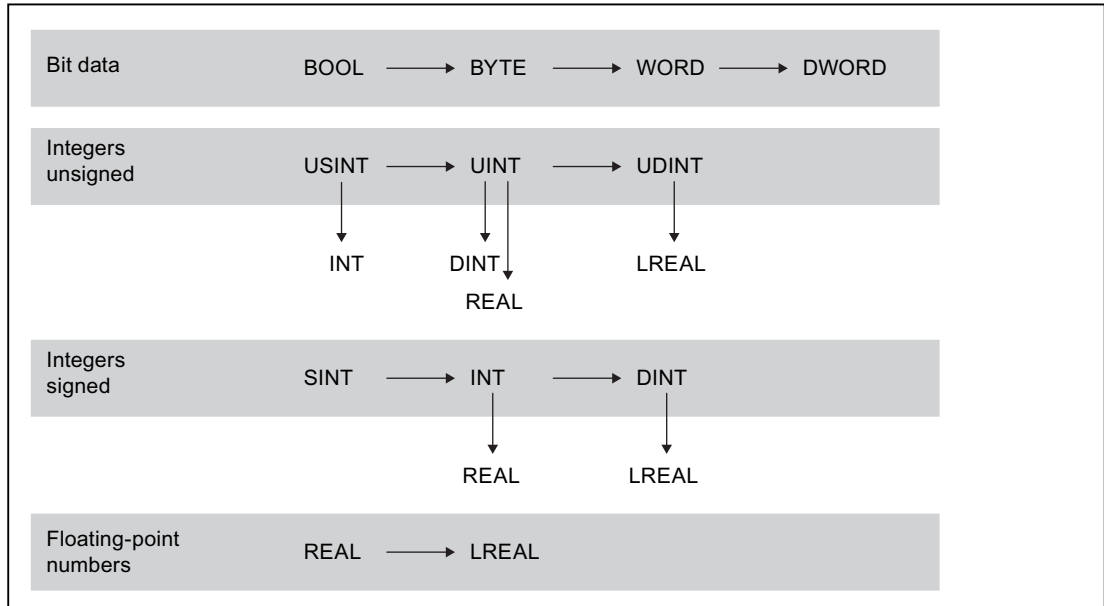 Bit data BOOL BYTE WORD DWORD
Integers
unsigned
USINT UINT UDINT
INT DINT LREAL
REAL
Integers
signed
SINT INT DINT
REAL LREAL
Floating-point
numbers
REAL LREAL